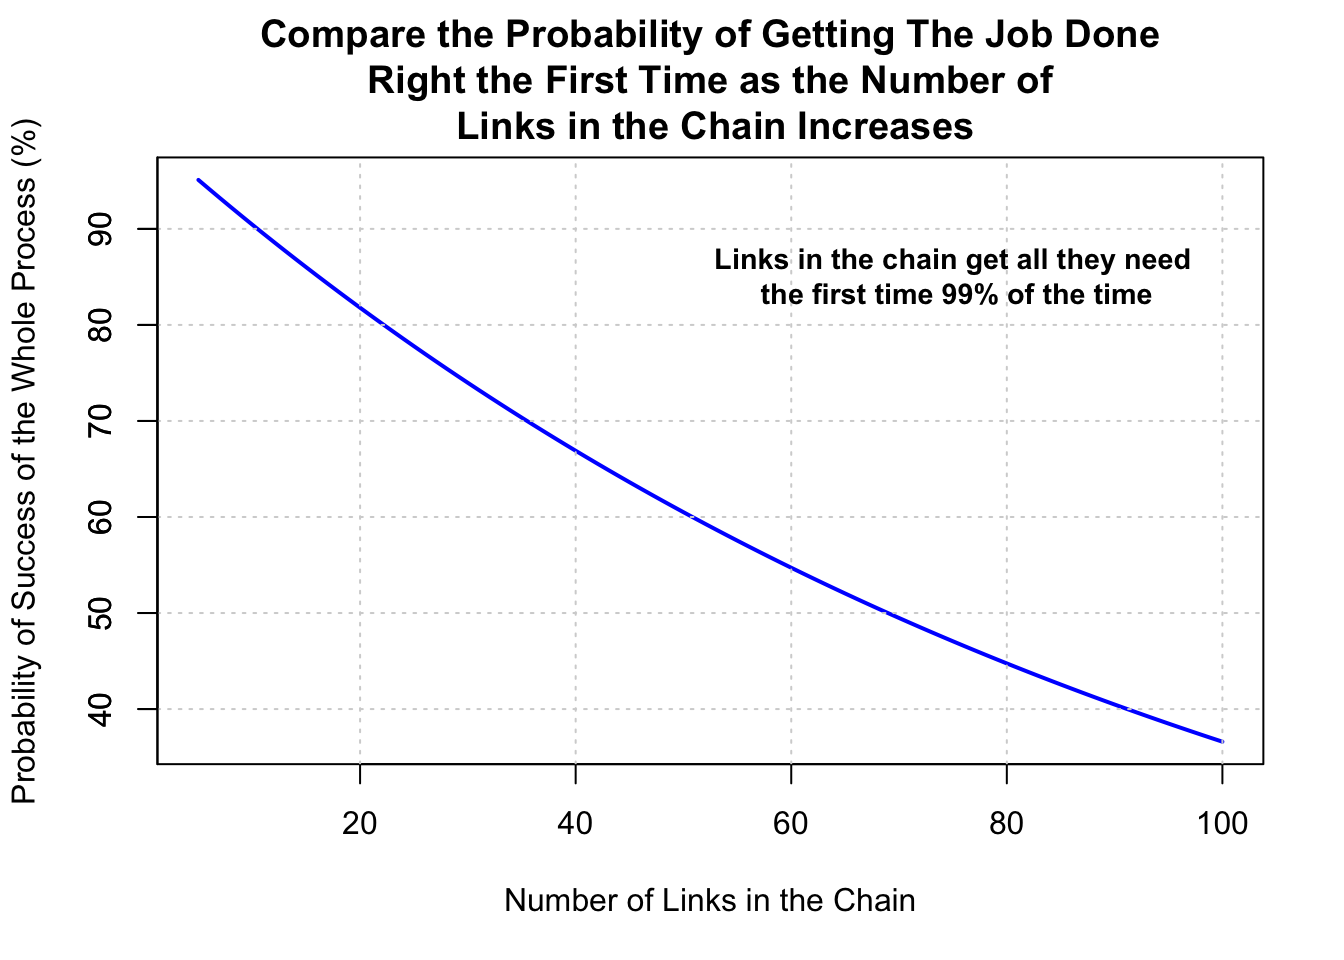 Compare the Probability of Getting The Job Done
Right the First Time as the Number of
Links in the Chain Increases
Probability of Success of the Whole Process (%)
90
80
70
60
50
40
Links in the chain get all they need
the first time 99% of the time
20
40
60
80
100
Number of Links in the Chain